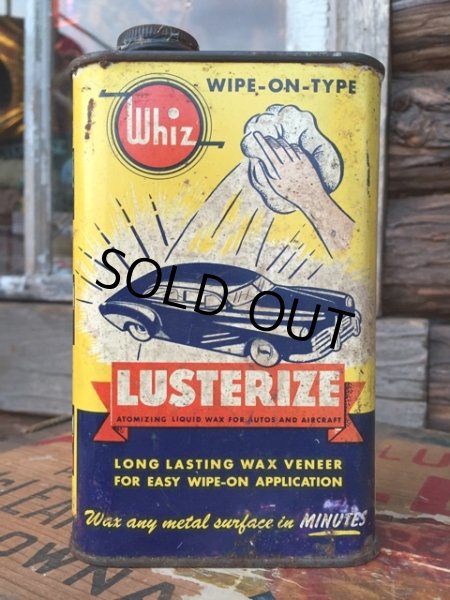 WIPE-ON-TYPE
Whiz
SOLD OUT
LUSTERIZE
ATOMIZING LIQUID WAX FOR AUTOS AND AIRCRAFT
LONG LASTING WAX VENEER
FOR EASY WIPE-ON APPLICATION
Wax any metal surface in MINUTES